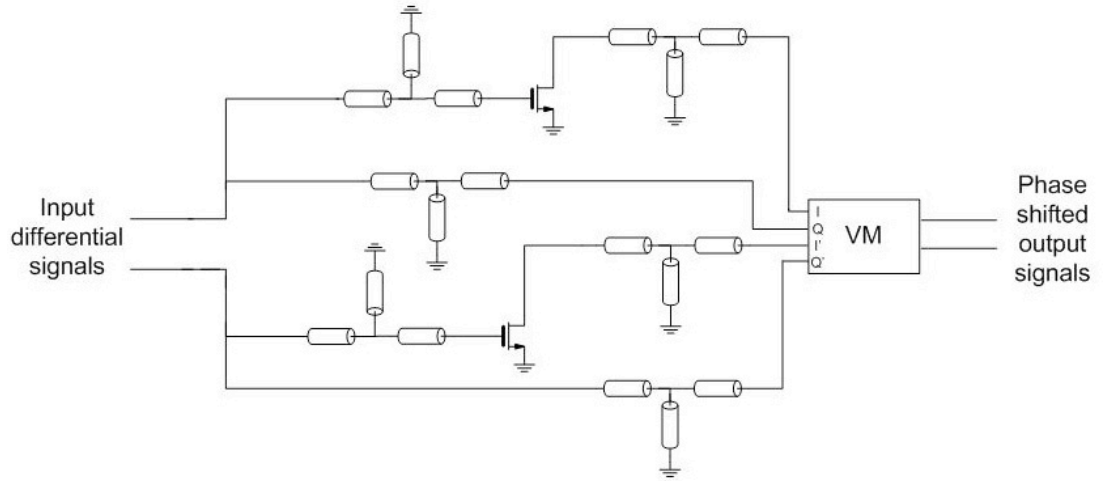 Input
differential
signals
I
Q
I'
Q'
VM
Phase
shifted
output
signals